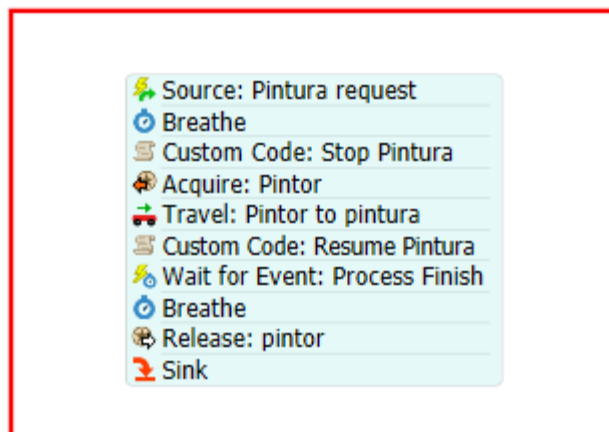 Source: Pintura request
Breathe
Custom Code: Stop Pintura
Acquire: Pintor
Travel: Pintor to pintura
Custom Code: Resume Pintura
Wait for Event: Process Finish
Breathe
Release: pintor
Sink